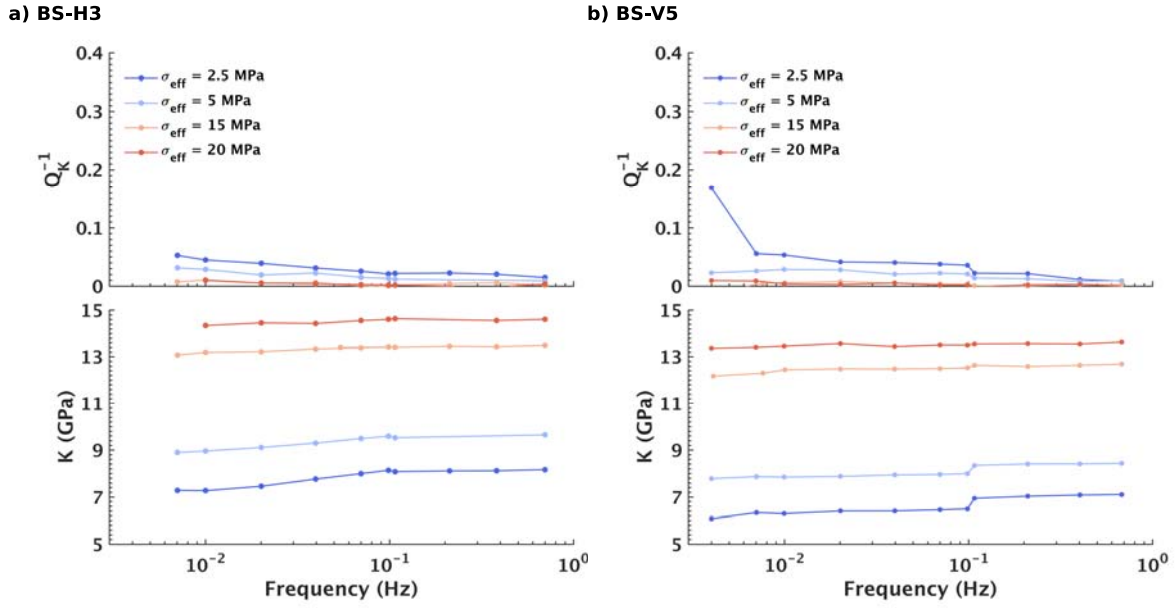 a) BS-H3
0.4
0.3
0.2
0.1
0
Q_K^-1
σ_eff = 2.5 MPa
σ_eff = 5 MPa
σ_eff = 15 MPa
σ_eff = 20 MPa
15
13
11
9
7
5
K (GPa)
10^-2
10^-1
10^0
Frequency (Hz)
b) BS-V5
0.4
0.3
0.2
0.1
0
Q_K^-1
σ_eff = 2.5 MPa
σ_eff = 5 MPa
σ_eff = 15 MPa
σ_eff = 20 MPa
15
13
11
9
7
5
K (GPa)
10^-2
10^-1
10^0
Frequency (Hz)